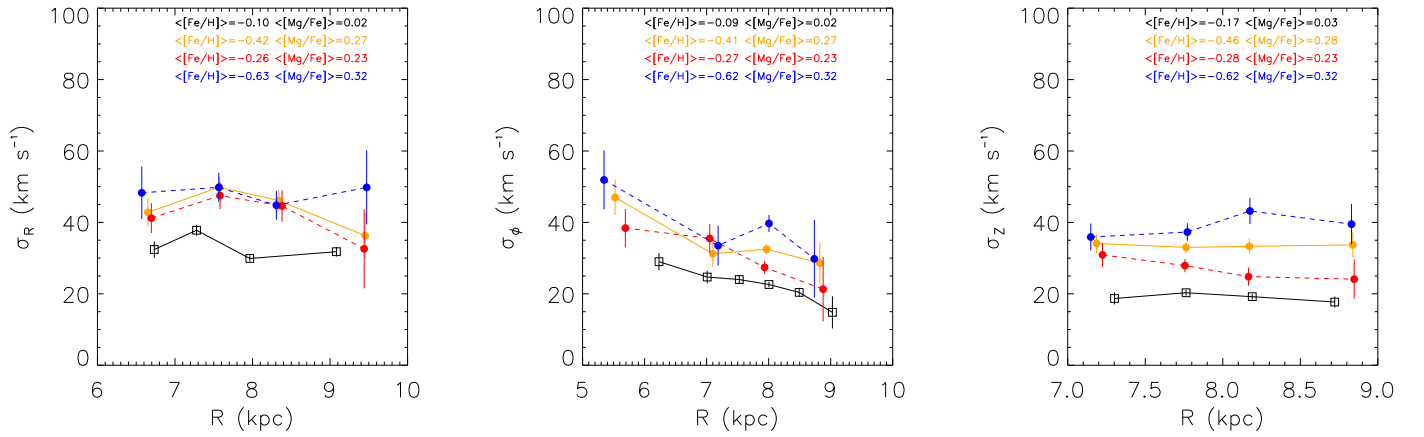 <[Fe/H]>=−0.10 <[Mg/Fe]>=0.02
<[Fe/H]>=−0.42 <[Mg/Fe]>=0.27
<[Fe/H]>=−0.26 <[Mg/Fe]>=0.23
<[Fe/H]>=−0.63 <[Mg/Fe]>=0.32
100
80
60
40
20
0
σR (km s⁻¹)
6 7 8 9 10
R (kpc)
<[Fe/H]>=−0.09 <[Mg/Fe]>=0.02
<[Fe/H]>=−0.41 <[Mg/Fe]>=0.27
<[Fe/H]>=−0.27 <[Mg/Fe]>=0.23
<[Fe/H]>=−0.62 <[Mg/Fe]>=0.32
100
80
60
40
20
0
σϕ (km s⁻¹)
5 6 7 8 9 10
R (kpc)
<[Fe/H]>=−0.17 <[Mg/Fe]>=0.03
<[Fe/H]>=−0.46 <[Mg/Fe]>=0.28
<[Fe/H]>=−0.28 <[Mg/Fe]>=0.23
<[Fe/H]>=−0.62 <[Mg/Fe]>=0.32
100
80
60
40
20
0
σZ (km s⁻¹)
7.0 7.5 8.0 8.5 9.0
R (kpc)